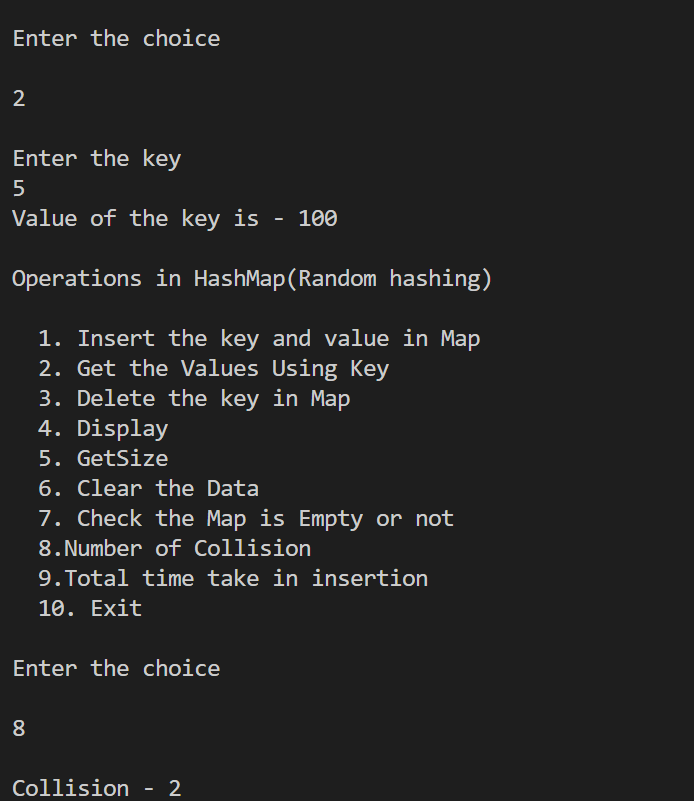 Enter the choice
2
Enter the key
5
Value of the key is - 100
Operations in HashMap(Random hashing)
1. Insert the key and value in Map
2. Get the Values Using Key
3. Delete the key in Map
4. Display
5. GetSize
6. Clear the Data
7. Check the Map is Empty or not
8.Number of Collision
9.Total time take in insertion
10. Exit
Enter the choice
8
Collision - 2